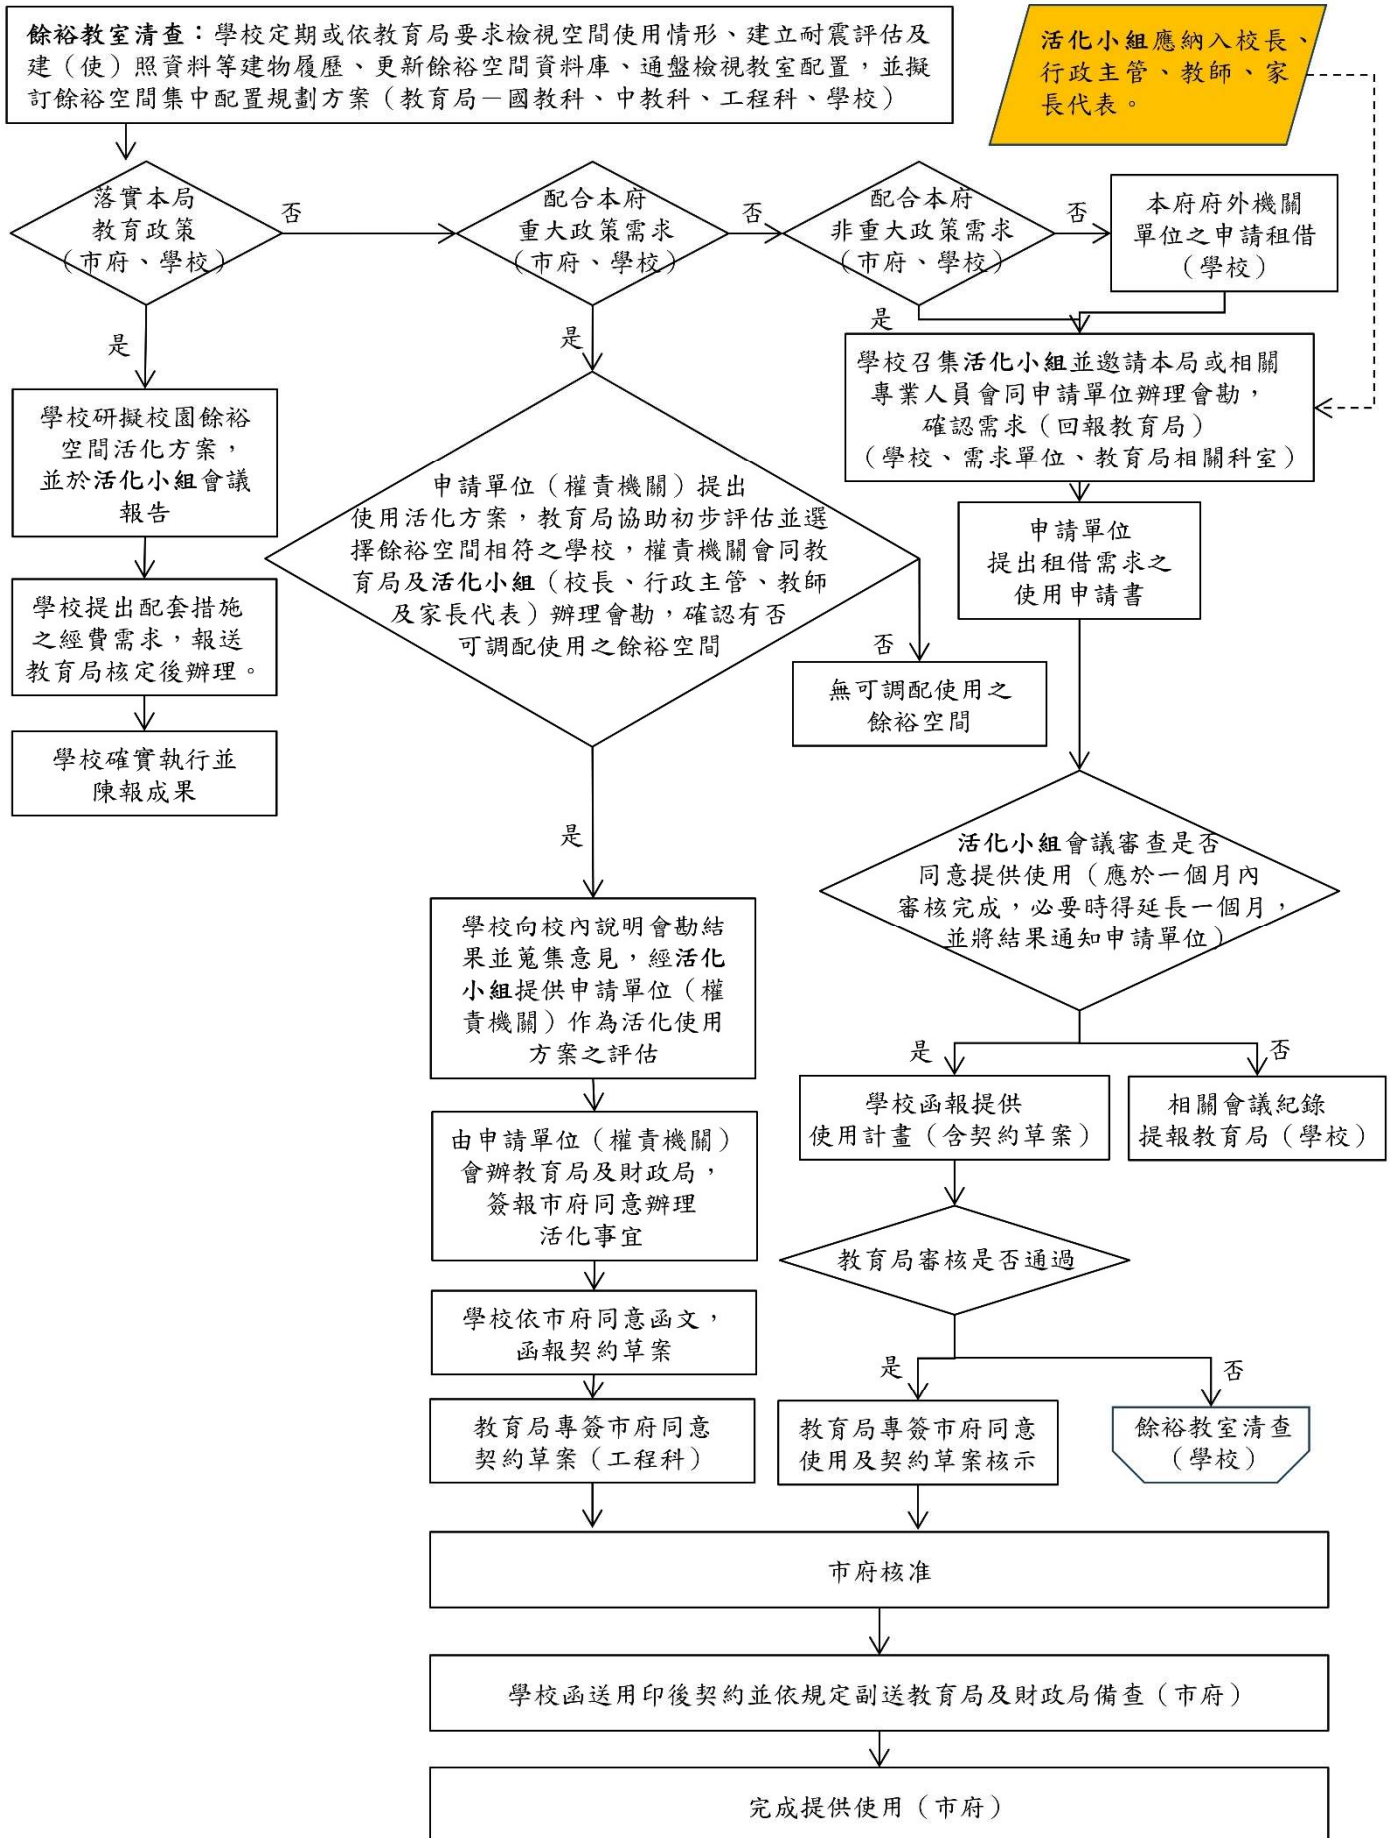 餘裕教室清查：學校定期或依教育局要求檢視空間使用情形、建立耐震評估及
建（使）照資料等建物履歷、更新餘裕空間資料庫、通盤檢視教室配置，並擬
訂餘裕空間集中配置規劃方案（教育局－國教科、中教科、工程科、學校）
活化小組應納入校長、
行政主管、教師、家
長代表。
落實本局
教育政策
（市府、學校）
否
配合本府
重大政策需求
（市府、學校）
否
配合本府
非重大政策需求
（市府、學校）
否
本府府外機關
單位之申請租借
（學校）
是
學校研擬校園餘裕
空間活化方案，
並於活化小組會議
報告
學校提出配套措施
之經費需求，報送
教育局核定後辦理。
學校確實執行並
陳報成果
是
申請單位（權責機關）提出
使用活化方案，教育局協助初步評估並選
擇餘裕空間相符之學校，權責機關會同教
育局及活化小組（校長、行政主管、教師
及家長代表）辦理會勘，確認有否
可調配使用之餘裕空間
否
無可調配使用之
餘裕空間
是
學校向校內說明會勘結
果並蒐集意見，經活化
小組提供申請單位（權
責機關）作為活化使用
方案之評估
由申請單位（權責機關）
會辦教育局及財政局，
簽報市府同意辦理
活化事宜
學校依市府同意函文，
函報契約草案
教育局專簽市府同意
契約草案（工程科）
是
學校召集活化小組並邀請本局或相關
專業人員會同申請單位辦理會勘，
確認需求（回報教育局）
（學校、需求單位、教育局相關科室）
申請單位
提出租借需求之
使用申請書
活化小組會議審查是否
同意提供使用（應於一個月內
審核完成，必要時得延長一個月，
並將結果通知申請單位）
是
否
學校函報提供
使用計畫（含契約草案）
相關會議紀錄
提報教育局（學校）
教育局審核是否通過
是
否
教育局專簽市府同意
使用及契約草案核示
餘裕教室清查
（學校）
市府核准
學校函送用印後契約並依規定副送教育局及財政局備查（市府）
完成提供使用（市府）